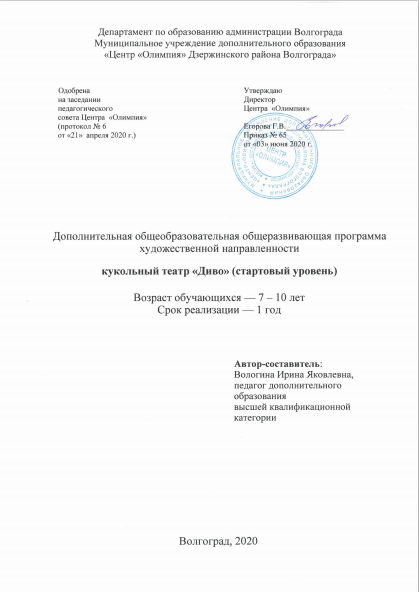 Департамент по образованию администрации Волгограда
Муниципальное учреждение дополнительного образования
«Центр «Олимпия» Дзержинского района Волгограда»
Одобрена
на заседании
педагогического
совета Центра «Олимпия»
(протокол № 6
от «21» апреля 2020 г.)
Утверждаю
Директор
Центра «Олимпия»
Егорова Г.В.
Приказ № 65
от «03» июня 2020 г.
ЦЕНТР
«ОЛИМПИЯ»
Дополнительная общеобразовательная общеразвивающая программа
художественной направленности
кукольный театр «Диво» (стартовый уровень)
Возраст обучающихся — 7 – 10 лет
Срок реализации — 1 год
Автор-составитель:
Вологина Ирина Яковлевна,
педагог дополнительного
образования
высшей квалификационной
категории
Волгоград, 2020